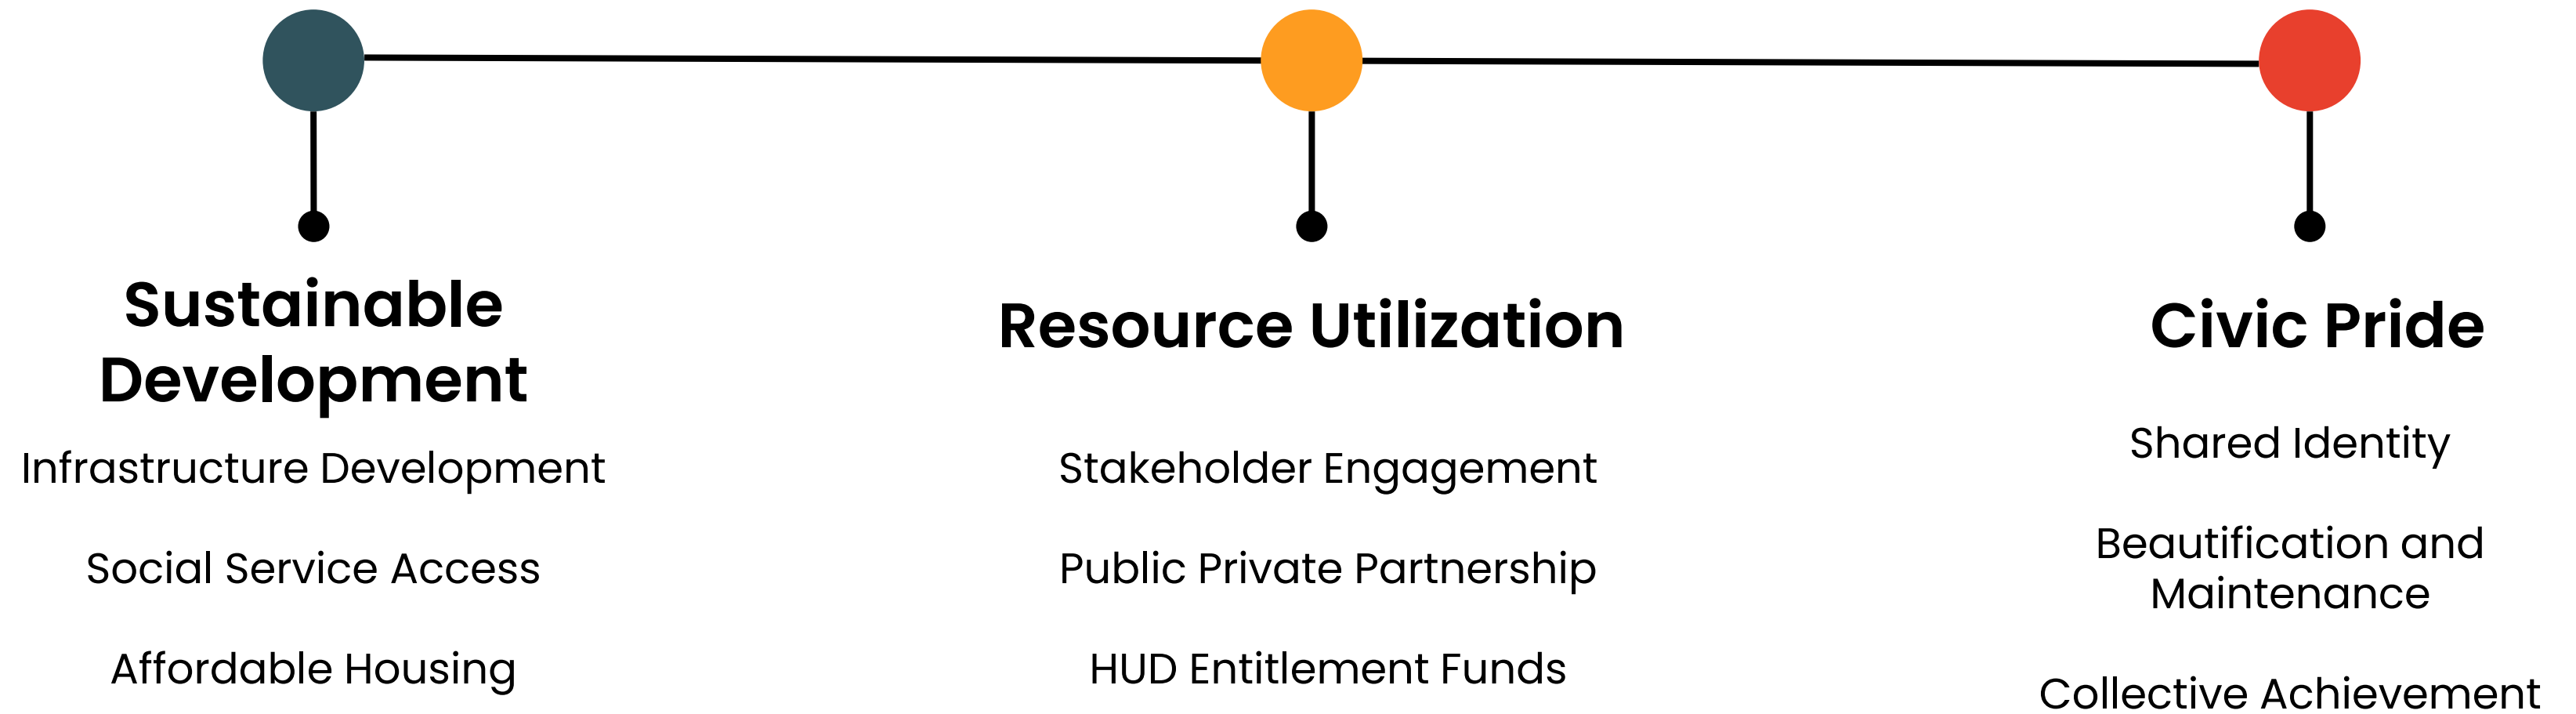 Sustainable
Development
Infrastructure Development
Social Service Access
Affordable Housing
Resource Utilization
Stakeholder Engagement
Public Private Partnership
HUD Entitlement Funds
Civic Pride
Shared Identity
Beautification and
Maintenance
Collective Achievement